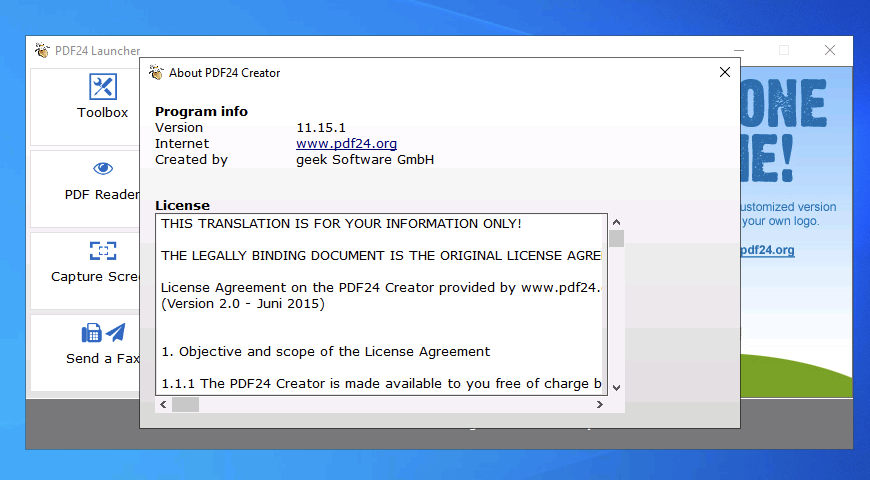 PDF24 Launcher
About PDF24 Creator
Toolbox
PDF Reader
Capture
Send a Fax
Program info
Version 11.15.1
Internet www.pdf24.org
Created by geek Software GmbH
License
THIS TRANSLATION IS FOR YOUR INFORMATION ONLY!
THE LEGALLY BINDING DOCUMENT IS THE ORIGINAL LICENSE
License Agreement on the PDF24 Creator provided by www.pdf24.
(Version 2.0 - Juni 2015)
1. Objective and scope of the License Agreement
1.1.1 The PDF24 Creator is made available to you free of charge
ONE
version
your own logo.
pdf24.org